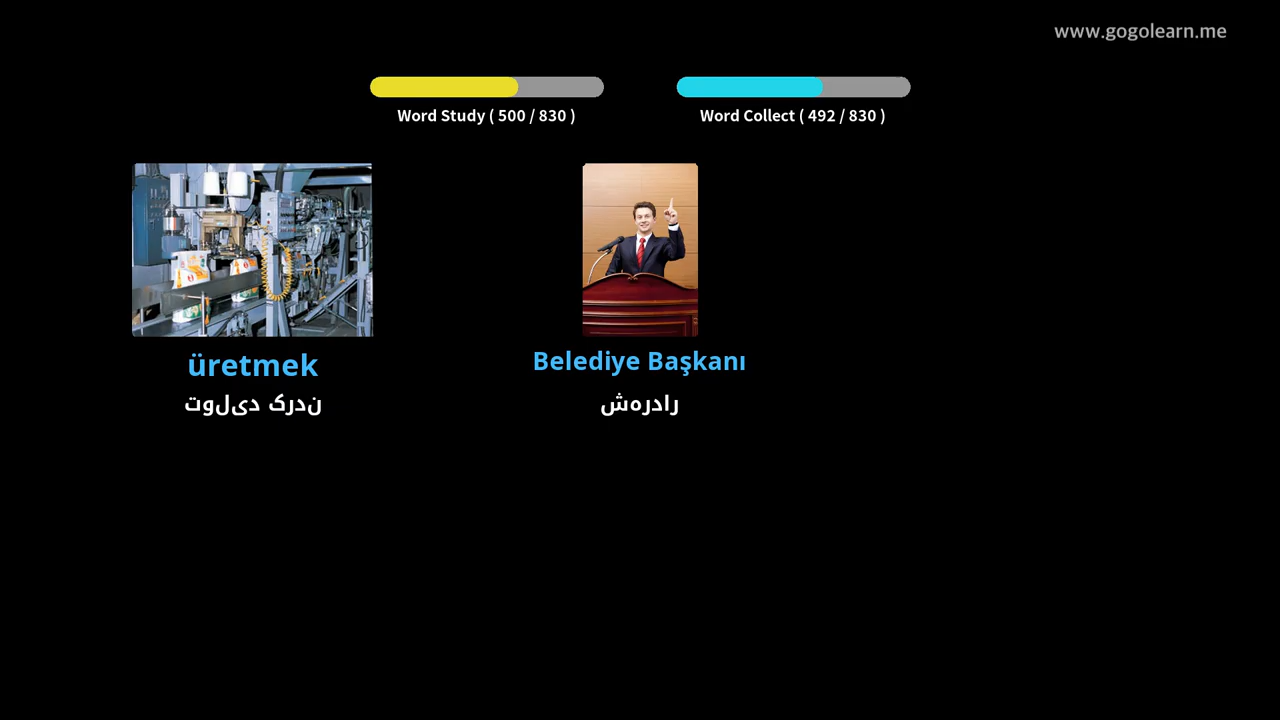 www.gogolearn.me
Word Study ( 500 / 830 )
Word Collect ( 492 / 830 )
üretmek
تولید کردن
Belediye Başkanı
شهردار